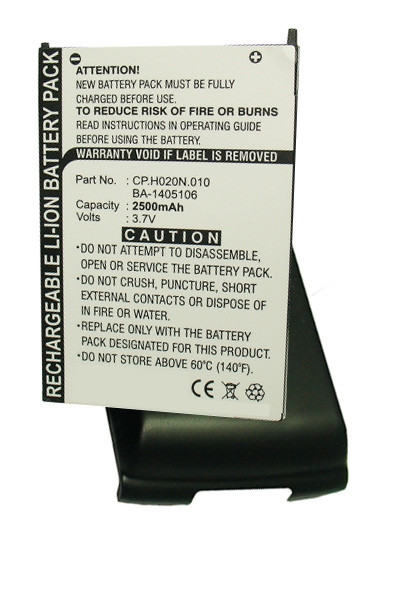 RECHARGEABLE LI-ION BATTERY PACK
ATTENTION!
NEW BATTERY PACK MUST BE FULLY
CHARGED BEFORE BEING USED.
TO REDUCE RISK OF FIRE OR BURNS
READ INSTRUCTIONS IN OPERATING GUIDE
BEFORE USING THE BATTERY.
WARRANTY VOID IF LABEL IS REMOVED
Part No. : CP.H020N.010
BA-1405106
Capacity : 2500mAh
Volts : 3.7V
CAUTION
•DO NOT ATTEMPT TO DISASSEMBLE,
OPEN OR SERVICE THE BATTERY PACK.
•DO NOT CRUSH, PUNCTURE, SHORT
EXTERNAL CONTACTS OR DISPOSE OF
IN FIRE OR WATER.
•REPLACE ONLY WITH THE BATTERY
PACK DESIGNATED FOR THIS PRODUCT.
•DO NOT STORE ABOVE 60°C (140°F).
CE